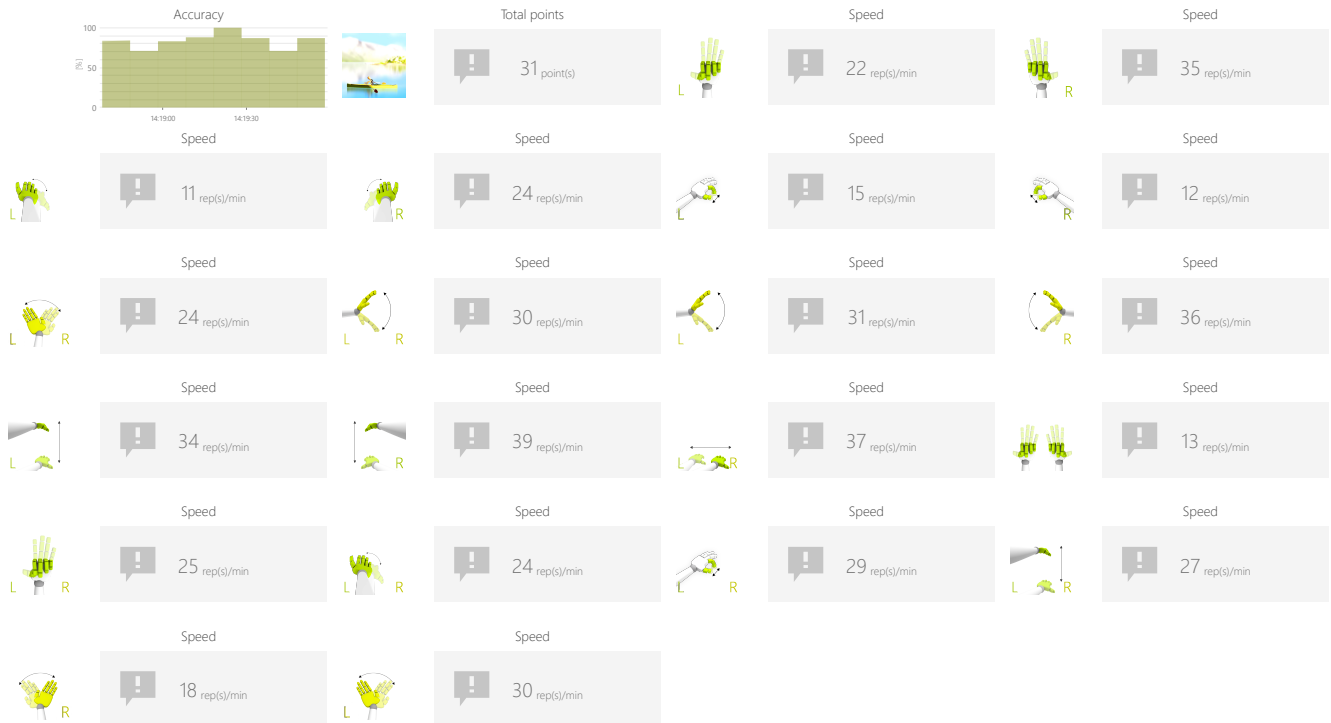 Accuracy
Total points
Speed
Speed
100
[%]
50
0
14:19:00
14:19:30
31 point(s)
L
22 rep(s)/min
R
35 rep(s)/min
Speed
Speed
Speed
Speed
L
11 rep(s)/min
R
24 rep(s)/min
L
15 rep(s)/min
R
12 rep(s)/min
Speed
Speed
Speed
Speed
L R
24 rep(s)/min
L R
30 rep(s)/min
L
31 rep(s)/min
R
36 rep(s)/min
Speed
Speed
Speed
Speed
L
34 rep(s)/min
R
39 rep(s)/min
L R
37 rep(s)/min
13 rep(s)/min
Speed
Speed
Speed
Speed
L R
25 rep(s)/min
L R
24 rep(s)/min
L R
29 rep(s)/min
L R
27 rep(s)/min
Speed
Speed
R
18 rep(s)/min
L
30 rep(s)/min